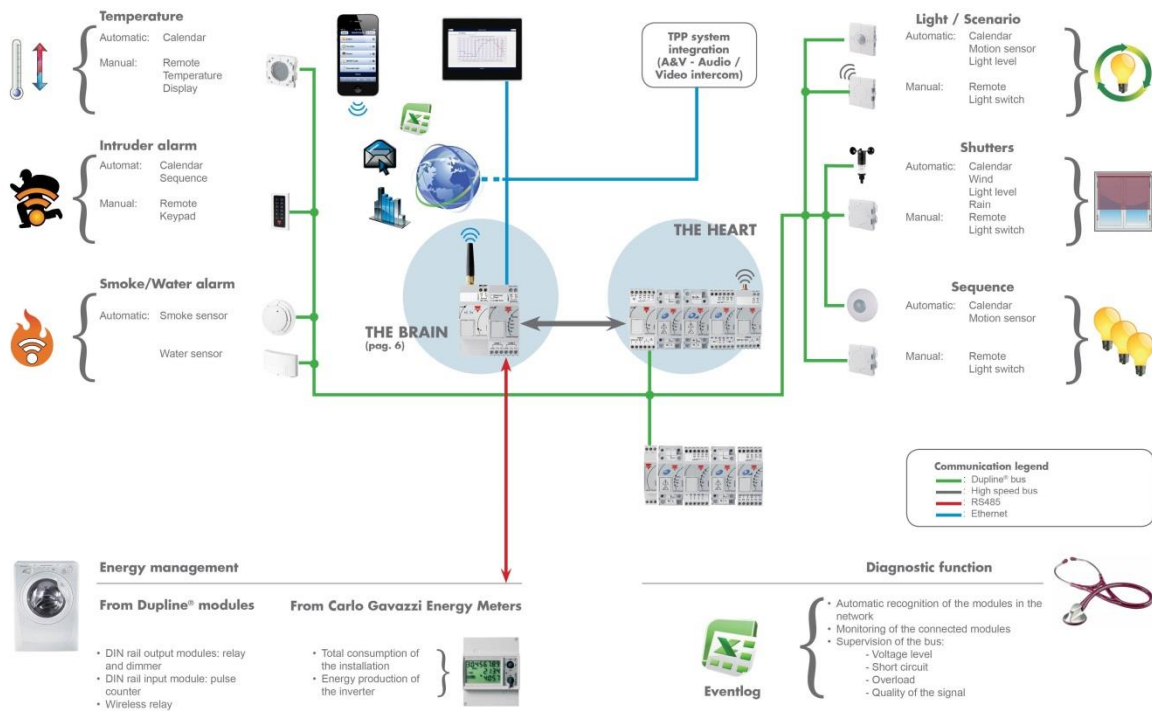 Temperature
Automatic: Calendar
Manual: Remote
Temperature
Display
Intruder alarm
Automat: Calendar
Sequence
Manual: Remote
Keypad
Smoke/Water alarm
Automatic: Smoke sensor
Water sensor
TPP system
integration
(A&V - Audio /
Video intercom)
THE BRAIN
(pag. 6)
THE HEART
Light / Scenario
Automatic: Calendar
Motion sensor
Light level
Manual: Remote
Light switch
Shutters
Automatic: Calendar
Wind
Light level
Rain
Manual: Remote
Light switch
Sequence
Automatic: Calendar
Motion sensor
Manual: Remote
Light switch
Communication legend
: Dupline® bus
: High speed bus
: RS485
: Ethernet
Energy management
From Dupline® modules
• DIN rail output modules: relay
and dimmer
• DIN rail input module: pulse
counter
• Wireless relay
From Carlo Gavazzi Energy Meters
• Total consumption of
the installation
• Energy production of
the inverter
Diagnostic function
Eventlog
• Automatic recognition of the modules in the
network
• Monitoring of the connected modules
• Supervision of the bus:
- Voltage level
- Short circuit
- Overload
- Quality of the signal